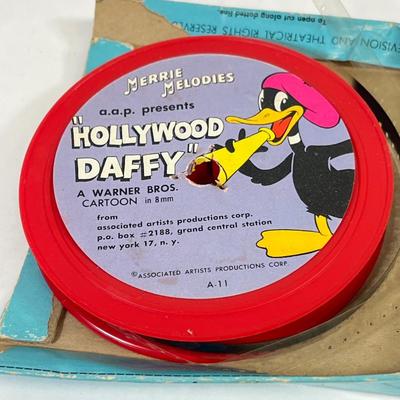 To open cut along dotted line.
VISION AND THEATRICAL RIGHTS RESERVED
MERRIE
MELODIES
a.a.p. presents
"HOLLYWOOD
DAFFY"
A WARNER BROS.
CARTOON in 8mm
from
associated artists productions corp.
p.o. box #2188, grand central station
new york 17, n. y.
©ASSOCIATED ARTISTS PRODUCTIONS CORP.
A-11